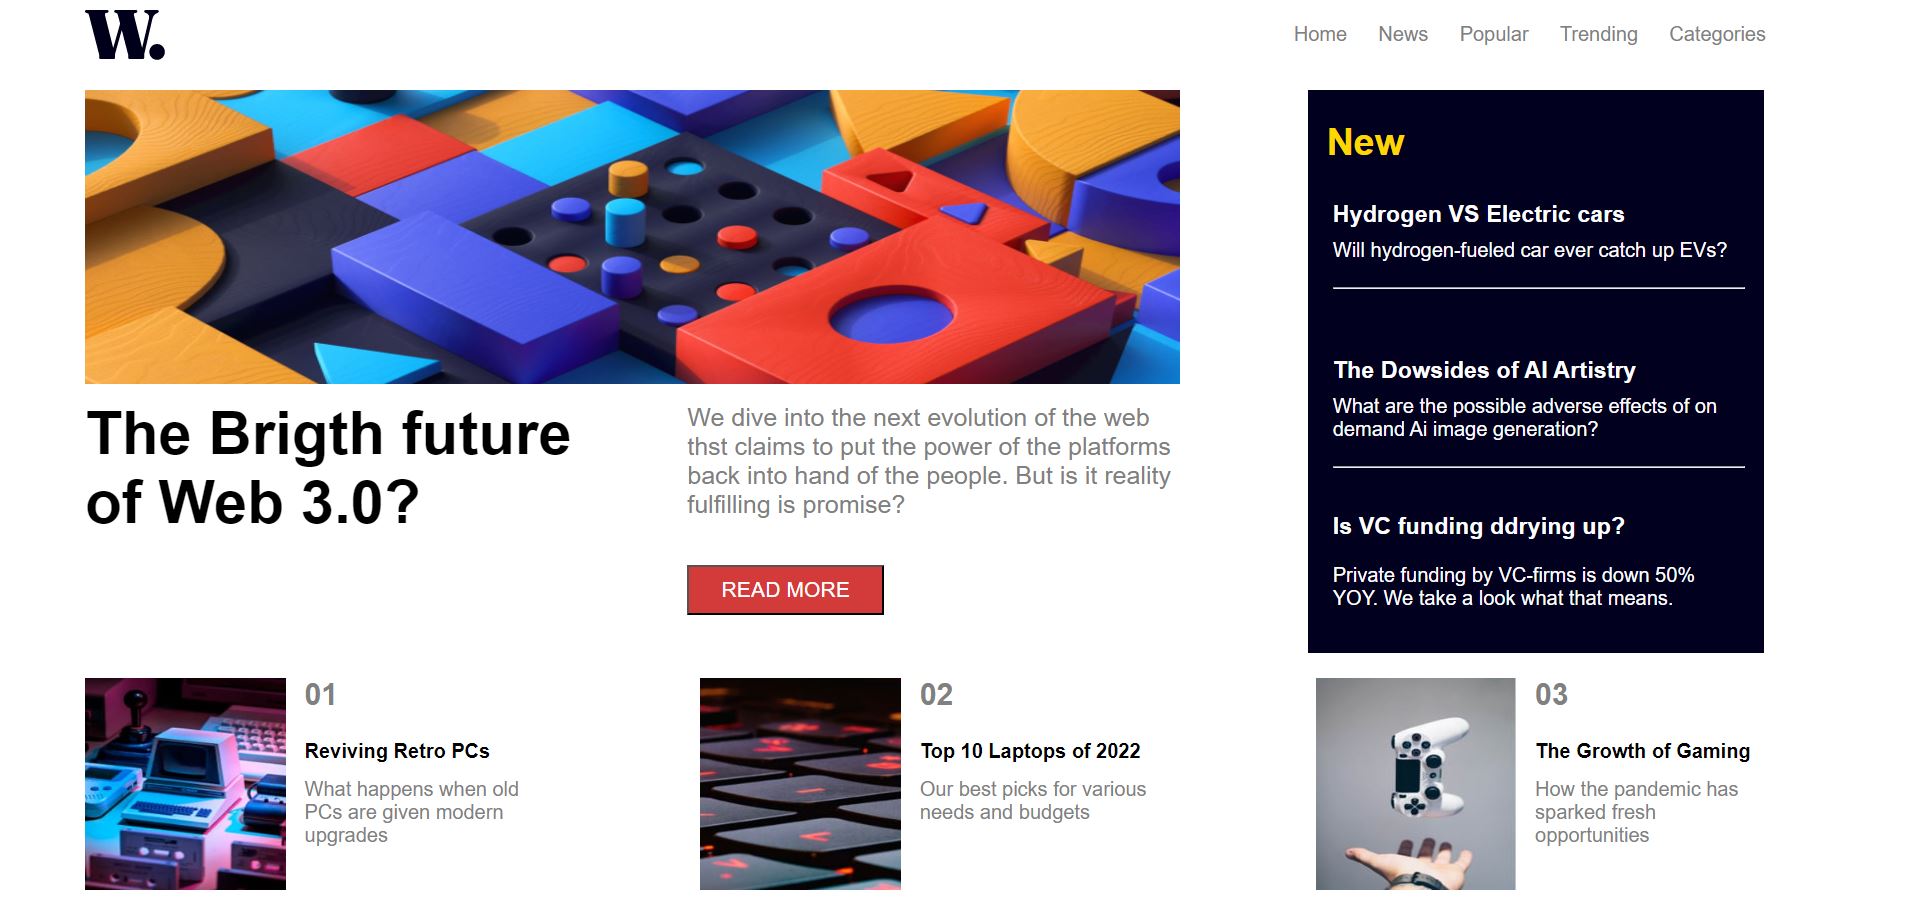 W.
Home News Popular Trending Categories
New
Hydrogen VS Electric cars
Will hydrogen-fueled car ever catch up EVs?
The Dowsides of AI Artistry
What are the possible adverse effects of on
demand Ai image generation?
Is VC funding ddrying up?
Private funding by VC-firms is down 50%
YOY. We take a look what that means.
The Brigth future
of Web 3.0?
We dive into the next evolution of the web
thst claims to put the power of the platforms
back into hand of the people. But is it reality
fulfilling is promise?
READ MORE
01
Reviving Retro PCs
What happens when old
PCs are given modern
upgrades
02
Top 10 Laptops of 2022
Our best picks for various
needs and budgets
03
The Growth of Gaming
How the pandemic has
sparked fresh
opportunities